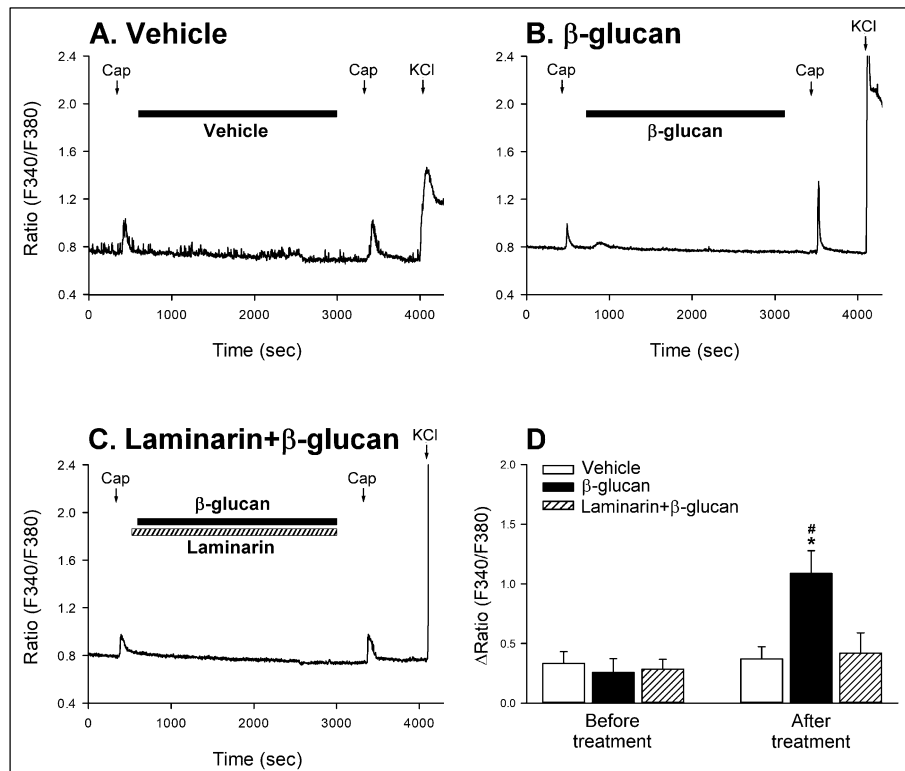 A. Vehicle
2.4
2.0
1.6
1.2
0.8
0.4
Ratio (F340/F380)
Cap
Cap
KCl
Vehicle
0 1000 2000 3000 4000
Time (sec)
B. β-glucan
2.4
2.0
1.6
1.2
0.8
0.4
Cap
Cap
KCl
β-glucan
0 1000 2000 3000 4000
Time (sec)
C. Laminarin+β-glucan
2.4
2.0
1.6
1.2
0.8
0.4
Ratio (F340/F380)
Cap
Cap
KCl
β-glucan
Laminarin
0 1000 2000 3000 4000
Time (sec)
D
2.0
1.5
1.0
0.5
0.0
ΔRatio (F340/F380)
Vehicle
β-glucan
Laminarin+β-glucan
#
*
Before
treatment
After
treatment